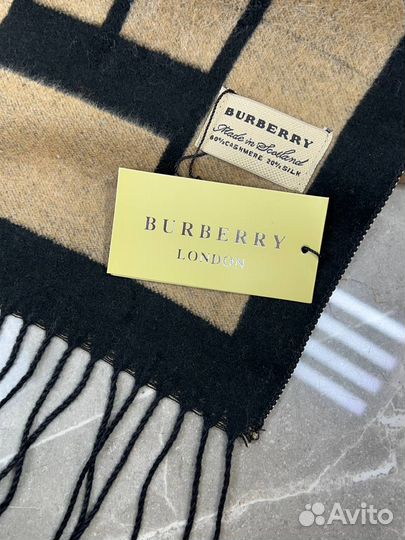 BURBERRY
Made in Scotland
80%CASHMERE 20%SILK
BURBERRY
LONDON
Avito